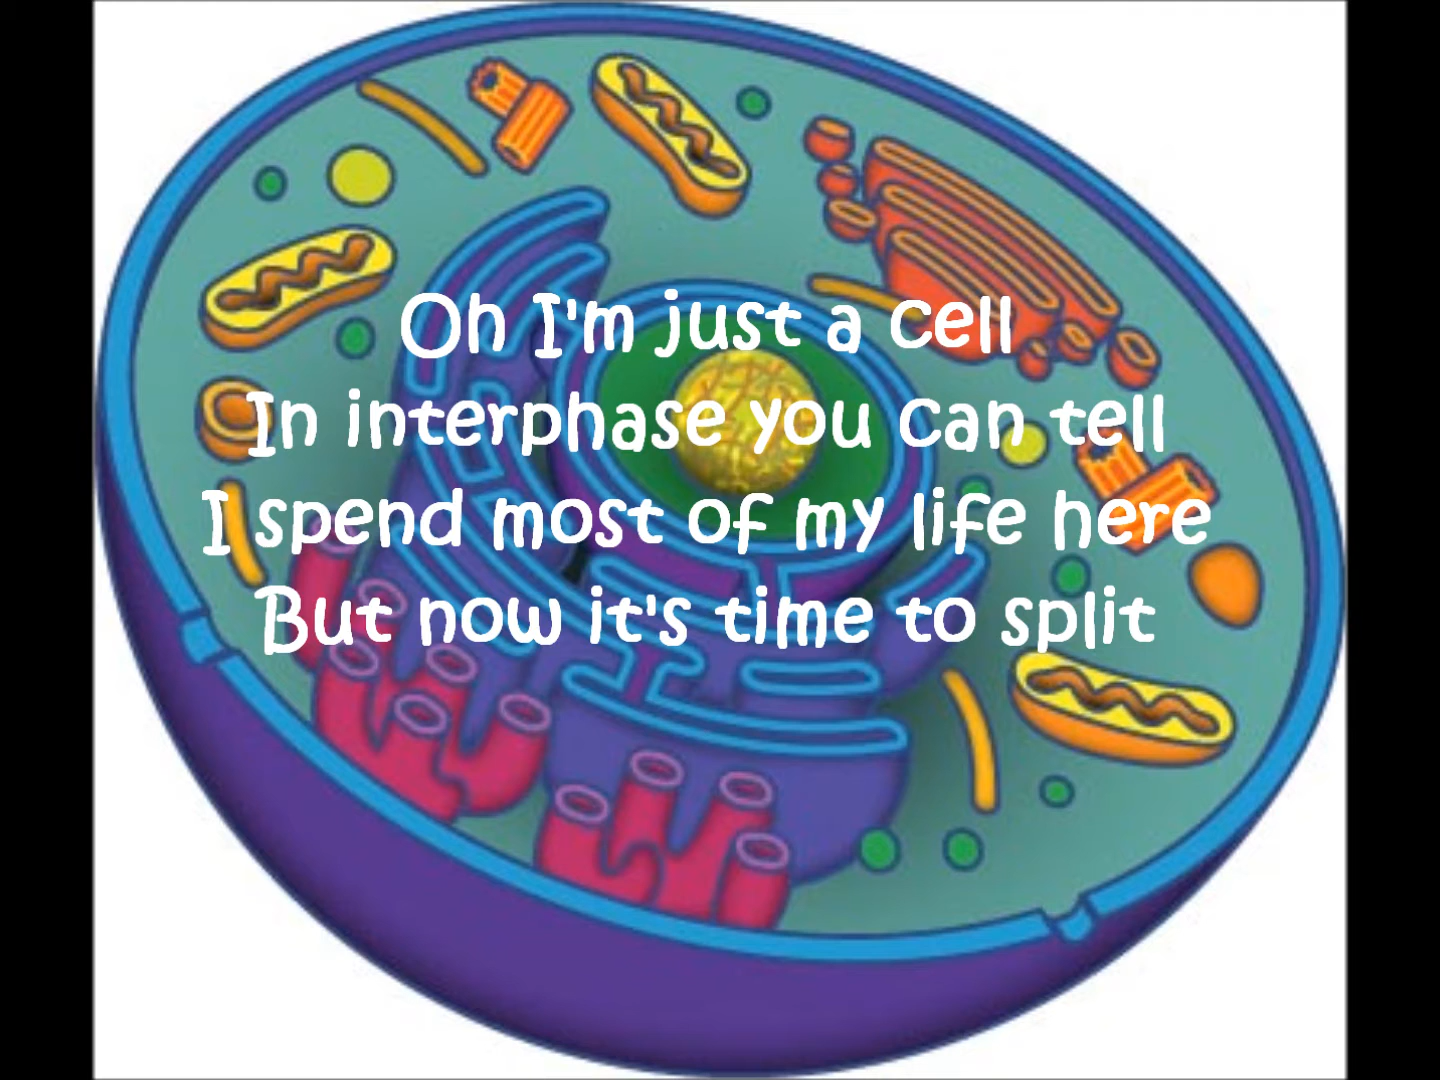 Oh I'm just a cell
In interphase you can tell
I spend most of my life here
But now it's time to split